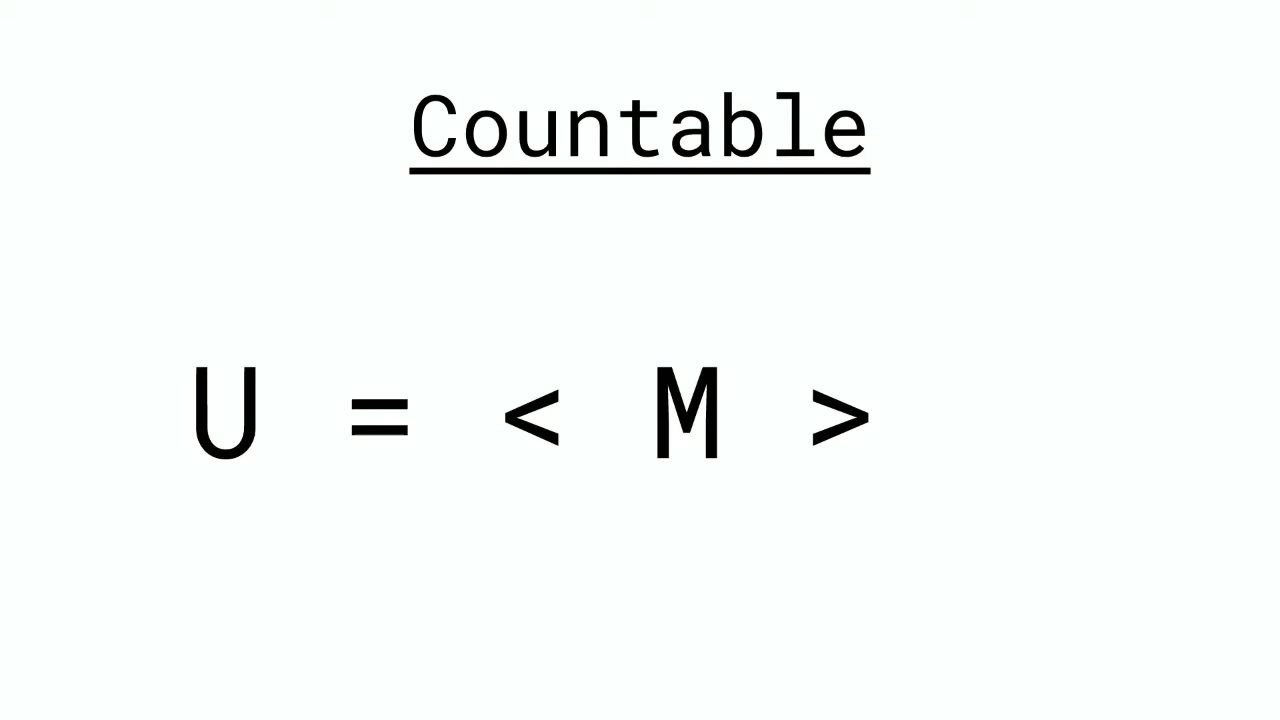 Countable
U = < M >